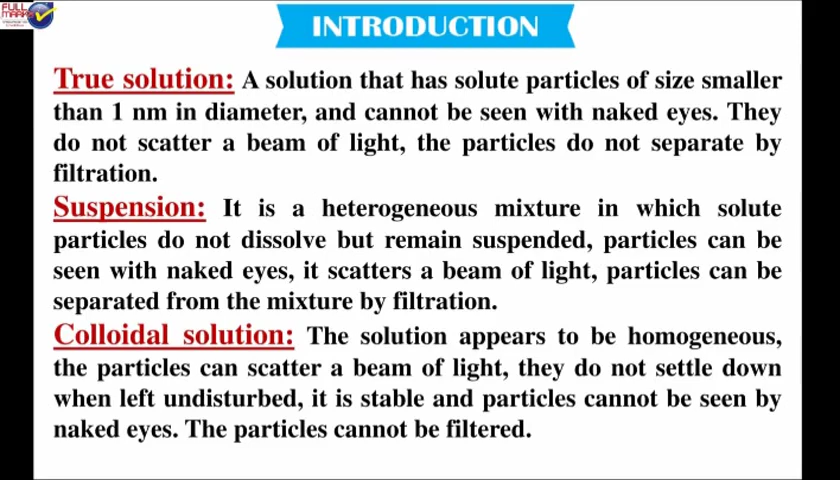 FULL
MARKS
INTRODUCTION
True solution: A solution that has solute particles of size smaller
than 1 nm in diameter, and cannot be seen with naked eyes. They
do not scatter a beam of light, the particles do not separate by
filtration.
Suspension: It is a heterogeneous mixture in which solute
particles do not dissolve but remain suspended, particles can be
seen with naked eyes, it scatters a beam of light, particles can be
separated from the mixture by filtration.
Colloidal solution: The solution appears to be homogeneous,
the particles can scatter a beam of light, they do not settle down
when left undisturbed, it is stable and particles cannot be seen by
naked eyes. The particles cannot be filtered.